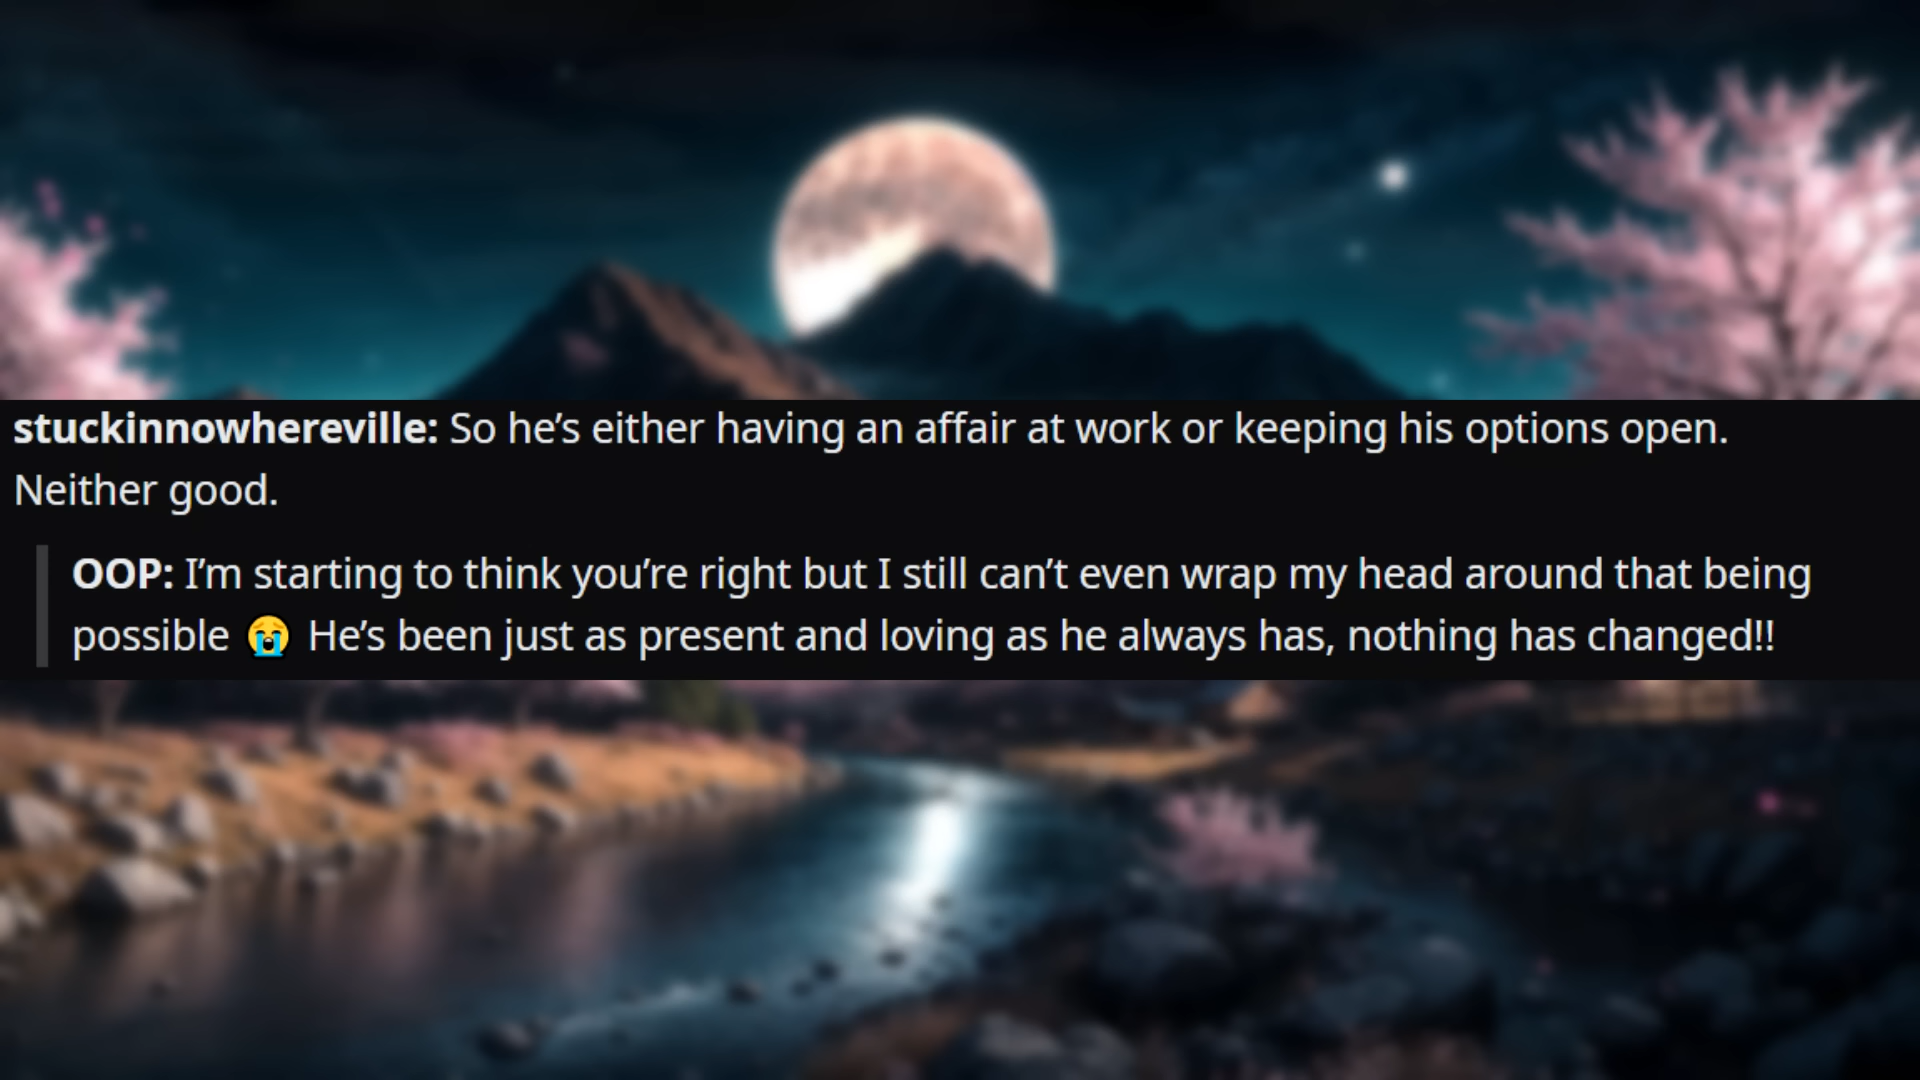 stuckinnowhereville: So he’s either having an affair at work or keeping his options open.
Neither good.
OOP: I’m starting to think you’re right but I still can’t even wrap my head around that being
possible 😭 He’s been just as present and loving as he always has, nothing has changed!!